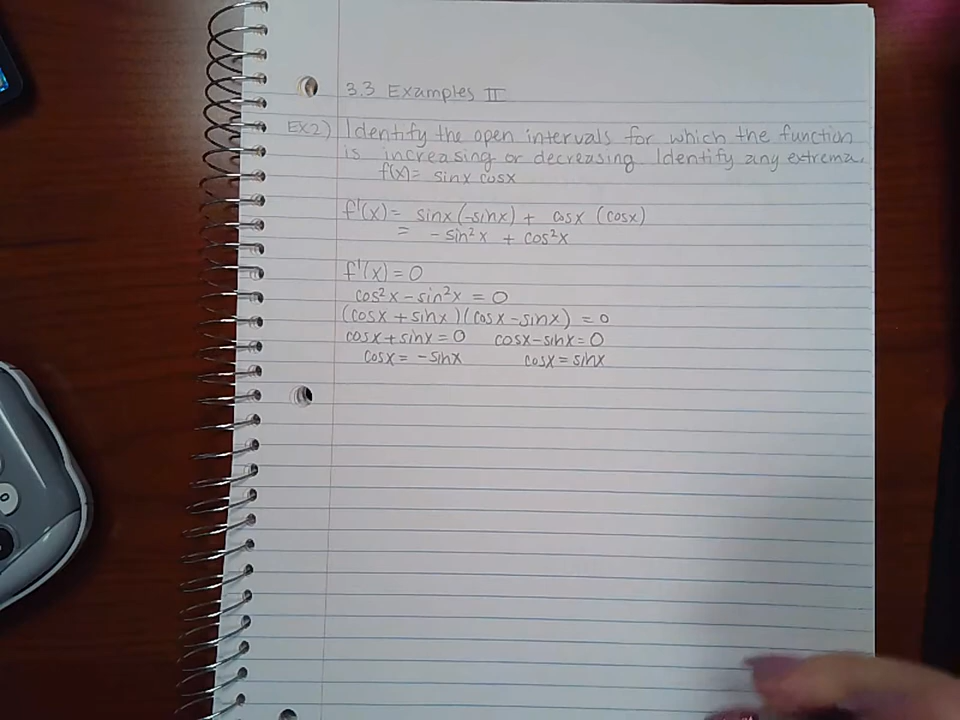 3.3 Examples II
EX2) Identify the open intervals for which the function
is increasing or decreasing Identify any extrema.
f(x)= sinx cosx
f'(x)= sinx(-sinx) + cosx (cosx)
= -sin²x + cos²x
f'(x)=0
cos²x-sin²x = 0
(cosx+sinx)(cosx-sinx) = 0
cosx+sinx=0 cosx-sinx=0
cosx= -sinx cosx=sinx
0